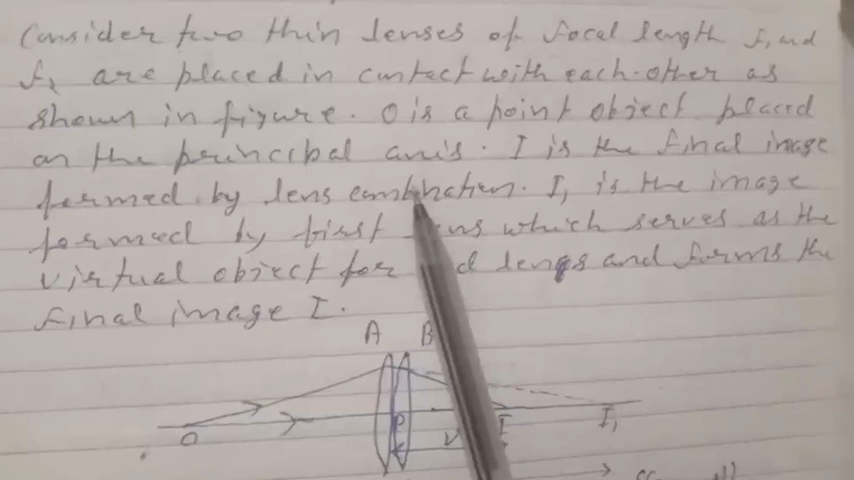 Consider two thin lenses of focal length f1 and
f2 are placed in contact with each-other as
shown in figure. O is a point object placed
on the principal axis. I is the final image
formed by lens combination. I1 is the image
formed by first which serves as the
virtual object for lens and forms the
final image I.
A B
P
O I I1
V